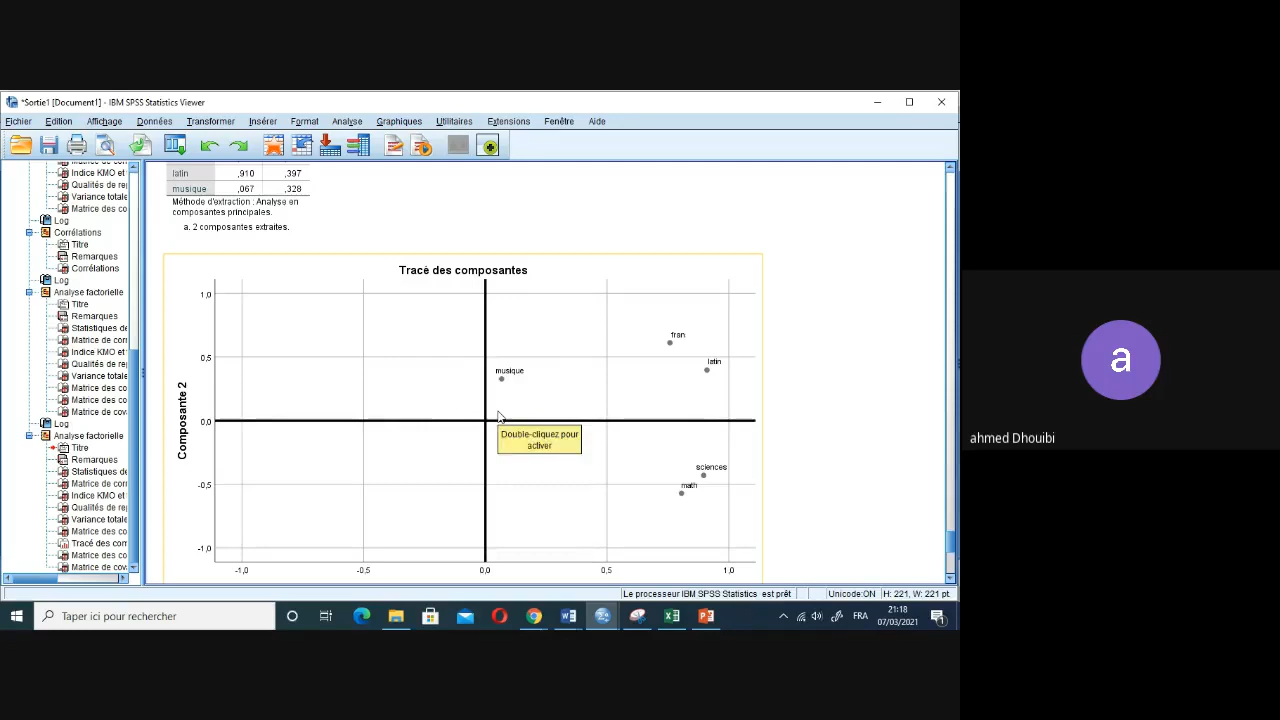 *Sortie1 [Document1] - IBM SPSS Statistics Viewer
Fichier Edition Affichage Données Transformer Insérer Format Analyse Graphiques Utilitaires Extensions Fenêtre Aide
Indice KMO et
Qualités de re
Variance totale
Matrice des co
Log
Corrélations
Titre
Remarques
Corrélations
Log
Analyse factorielle
Titre
Remarques
Statistiques de
Matrice de corr
Indice KMO et
Qualités de re
Variance totale
Matrice des co
Matrice des co
Matrice de cov
Log
Analyse factorielle
Titre
Remarques
Statistiques de
Matrice de corr
Indice KMO et
Qualités de re
Variance totale
Matrice des co
Tracé des com
Matrice des co
Matrice de cov
latin ,910 ,397
musique ,067 ,328
Méthode d'extraction : Analyse en
composantes principales.
a. 2 composantes extraites.
Tracé des composantes
Composante 2
1,0
0,5
0,0
-0,5
-1,0
fran
latin
musique
sciences
math
Double-cliquez pour
activer
-1,0 -0,5 0,0 0,5 1,0
Le processeur IBM SPSS Statistics est prêt
Unicode:ON H: 221, W: 221 pt.
Taper ici pour rechercher
FRA
21:18
07/03/2021
a
ahmed Dhouibi